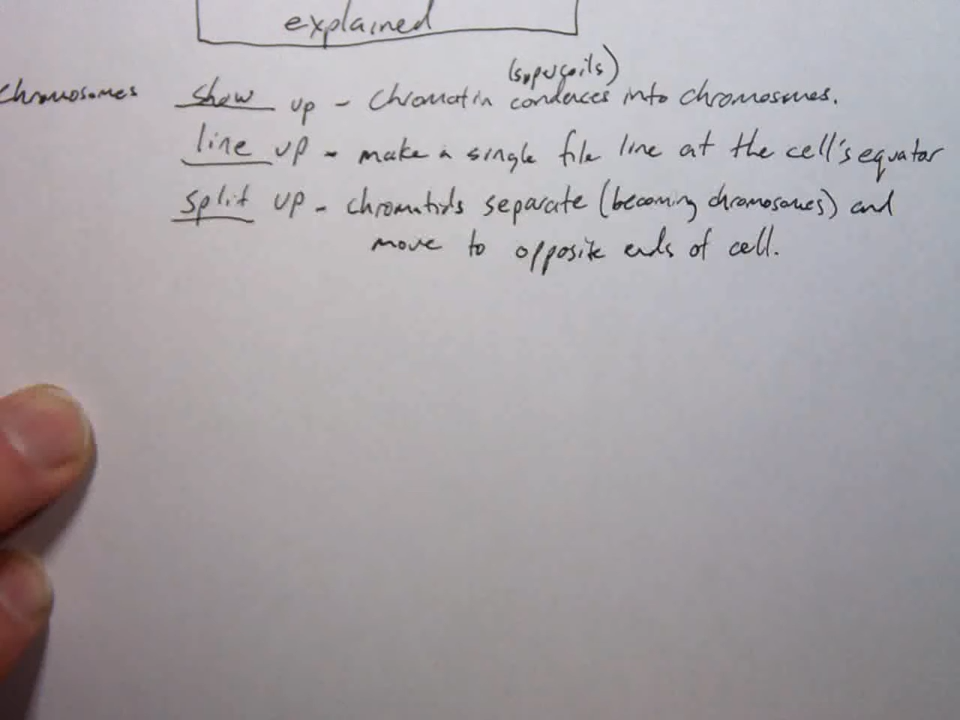 explained
(supercoils)
Chromosomes show up - Chromatin condences into chromosomes.
line up - make a single file line at the cell's equator
split up - chromatids separate (becoming chromosomes) and
move to opposite ends of cell.